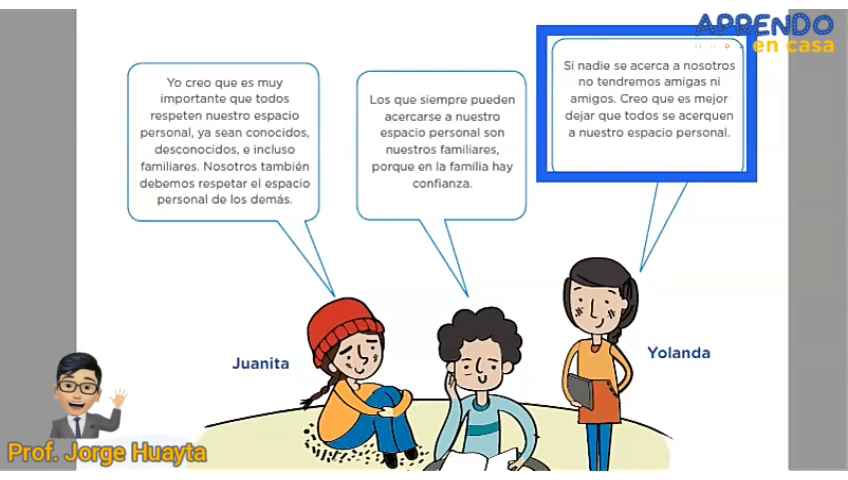 APRENDO
en casa
Yo creo que es muy
importante que todos
respeten nuestro espacio
personal, ya sean conocidos,
desconocidos, e incluso
familiares. Nosotros también
debemos respetar el espacio
personal de los demás.
Los que siempre pueden
acercarse a nuestro
espacio personal son
nuestros familiares,
porque en la familia hay
confianza.
Si nadie se acerca a nosotros
no tendremos amigas ni
amigos. Creo que es mejor
dejar que todos se acerquen
a nuestro espacio personal.
Juanita
Yolanda
Prof. Jorge Huayta